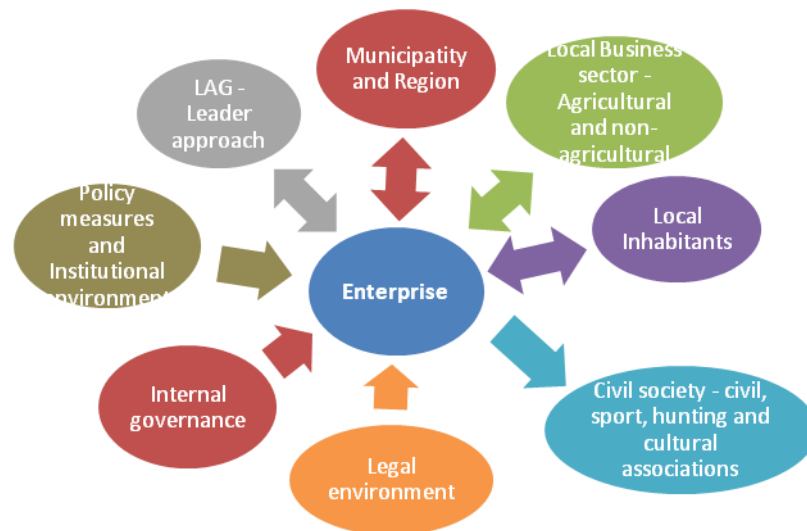 Municipatity
and Region
Local Business
sector -
Agricultural
and non-
agricultural
LAG -
Leader
approach
Policy
measures
and
Institutional
environment
Local
Inhabitants
Enterprise
Internal
governance
Legal
environment
Civil society - civil,
sport, hunting and
cultural
associations